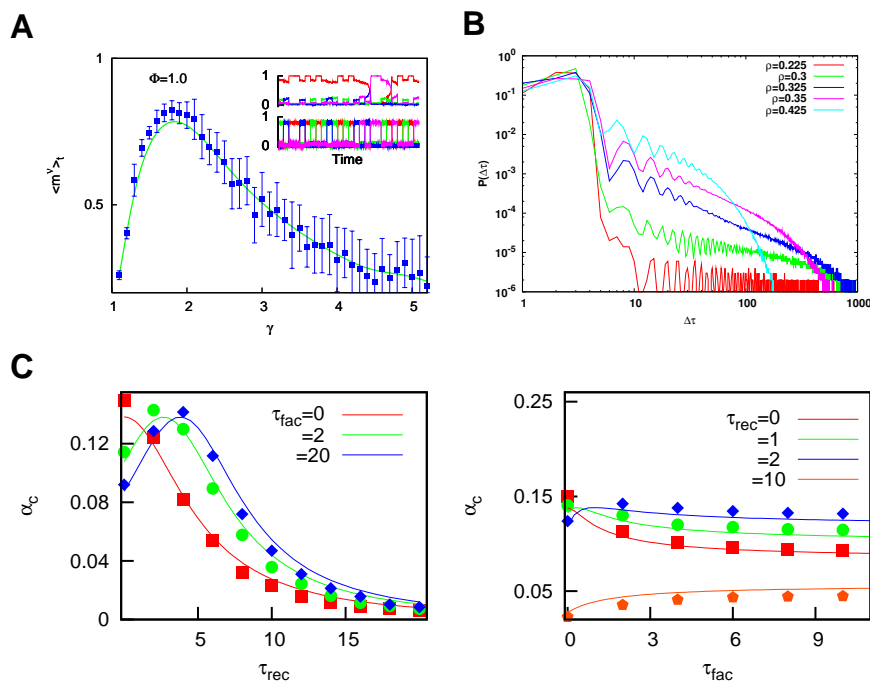 A
1
0.5
<m^ν>_t
Φ=1.0
1
0
1
0
Time
1 2 3 4 5
γ
B
10^0
10^-1
10^-2
10^-3
10^-4
10^-5
10^-6
P(Δτ)
ρ=0.225
ρ=0.3
ρ=0.325
ρ=0.35
ρ=0.425
1 10 100 1000
Δτ
C
0.12
0.08
0.04
0
α_c
τ_fac=0
=2
=20
5 10 15
τ_rec
0.25
0.15
0.05
α_c
τ_rec=0
=1
=2
=10
0 3 6 9
τ_fac